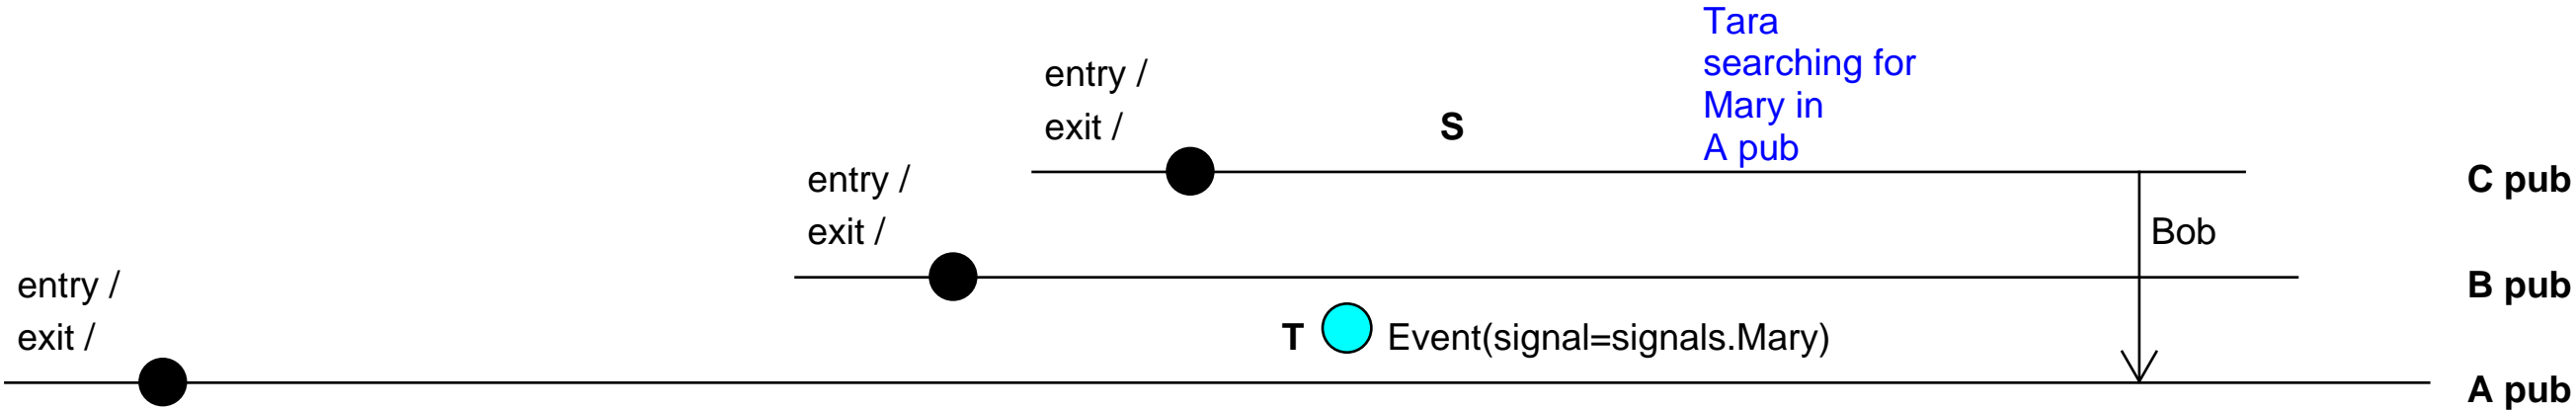 Tara
searching for
Mary in
A pub
entry /
exit /
S
C pub
entry /
exit /
Bob
B pub
entry /
exit /
T Event(signal=signals.Mary)
A pub